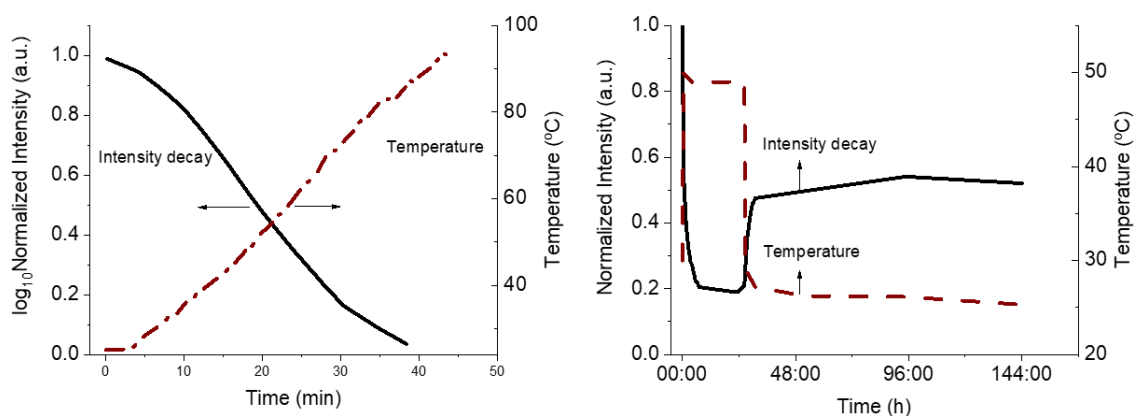 log10Normalized Intensity (a.u.)
1.0
0.8
0.6
0.4
0.2
0.0
Intensity decay
Temperature
100
80
60
40
Temperature (ºC)
0 10 20 30 40 50
Time (min)
Normalized Intensity (a.u.)
1.0
0.8
0.6
0.4
0.2
0.0
Intensity decay
Temperature
50
40
30
20
Temperature (ºC)
00:00 48:00 96:00 144:00
Time (h)